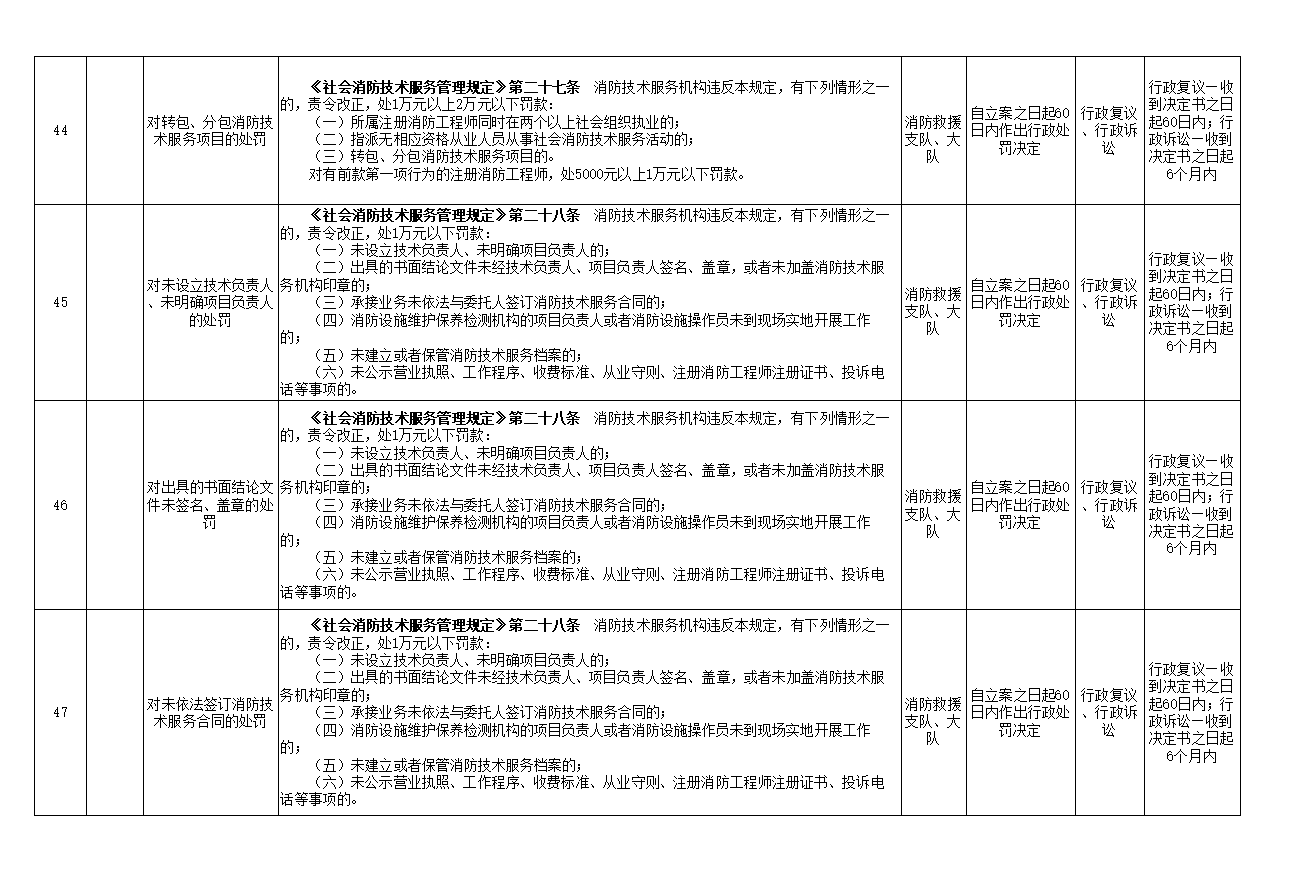 44
对转包、分包消防技
术服务项目的处罚
《社会消防技术服务管理规定》第二十七条　消防技术服务机构违反本规定，有下列情形之一
的，责令改正，处1万元以上2万元以下罚款：
（一）所属注册消防工程师同时在两个以上社会组织执业的；
（二）指派无相应资格从业人员从事社会消防技术服务活动的；
（三）转包、分包消防技术服务项目的。
对有前款第一项行为的注册消防工程师，处5000元以上1万元以下罚款。
消防救援
支队、大
队
自立案之日起60
日内作出行政处
罚决定
行政复议
、行政诉
讼
行政复议一收
到决定书之日
起60日内；行
政诉讼一收到
决定书之日起
6个月内
45
对未设立技术负责人
、未明确项目负责人
的处罚
《社会消防技术服务管理规定》第二十八条　消防技术服务机构违反本规定，有下列情形之一
的，责令改正，处1万元以下罚款：
（一）未设立技术负责人、未明确项目负责人的；
（二）出具的书面结论文件未经技术负责人、项目负责人签名、盖章，或者未加盖消防技术服
务机构印章的；
（三）承接业务未依法与委托人签订消防技术服务合同的；
（四）消防设施维护保养检测机构的项目负责人或者消防设施操作员未到现场实地开展工作
的；
（五）未建立或者保管消防技术服务档案的；
（六）未公示营业执照、工作程序、收费标准、从业守则、注册消防工程师注册证书、投诉电
话等事项的。
消防救援
支队、大
队
自立案之日起60
日内作出行政处
罚决定
行政复议
、行政诉
讼
行政复议一收
到决定书之日
起60日内；行
政诉讼一收到
决定书之日起
6个月内
46
对出具的书面结论文
件未签名、盖章的处
罚
《社会消防技术服务管理规定》第二十八条　消防技术服务机构违反本规定，有下列情形之一
的，责令改正，处1万元以下罚款：
（一）未设立技术负责人、未明确项目负责人的；
（二）出具的书面结论文件未经技术负责人、项目负责人签名、盖章，或者未加盖消防技术服
务机构印章的；
（三）承接业务未依法与委托人签订消防技术服务合同的；
（四）消防设施维护保养检测机构的项目负责人或者消防设施操作员未到现场实地开展工作
的；
（五）未建立或者保管消防技术服务档案的；
（六）未公示营业执照、工作程序、收费标准、从业守则、注册消防工程师注册证书、投诉电
话等事项的。
消防救援
支队、大
队
自立案之日起60
日内作出行政处
罚决定
行政复议
、行政诉
讼
行政复议一收
到决定书之日
起60日内；行
政诉讼一收到
决定书之日起
6个月内
47
对未依法签订消防技
术服务合同的处罚
《社会消防技术服务管理规定》第二十八条　消防技术服务机构违反本规定，有下列情形之一
的，责令改正，处1万元以下罚款：
（一）未设立技术负责人、未明确项目负责人的；
（二）出具的书面结论文件未经技术负责人、项目负责人签名、盖章，或者未加盖消防技术服
务机构印章的；
（三）承接业务未依法与委托人签订消防技术服务合同的；
（四）消防设施维护保养检测机构的项目负责人或者消防设施操作员未到现场实地开展工作
的；
（五）未建立或者保管消防技术服务档案的；
（六）未公示营业执照、工作程序、收费标准、从业守则、注册消防工程师注册证书、投诉电
话等事项的。
消防救援
支队、大
队
自立案之日起60
日内作出行政处
罚决定
行政复议
、行政诉
讼
行政复议一收
到决定书之日
起60日内；行
政诉讼一收到
决定书之日起
6个月内